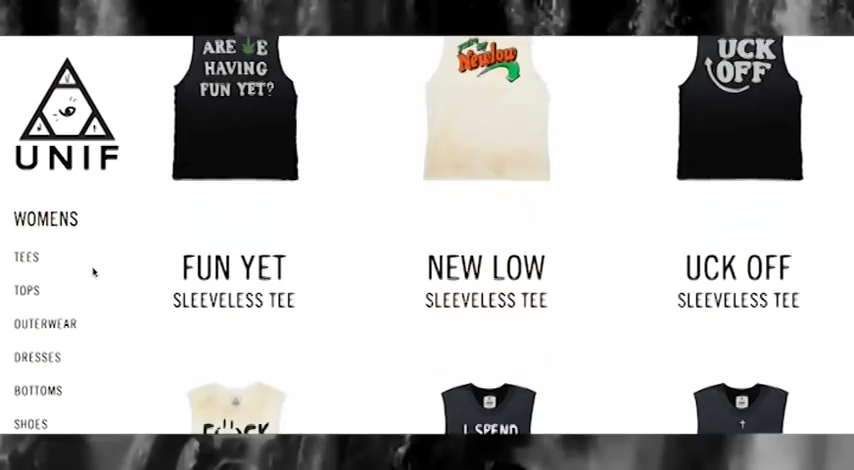 ARE E
HAVING
FUN YET?
New Low
UCK
OFF
UNIF
WOMENS
TEES
TOPS
OUTERWEAR
DRESSES
BOTTOMS
SHOES
FUN YET
SLEEVELESS TEE
NEW LOW
SLEEVELESS TEE
UCK OFF
SLEEVELESS TEE
I SPEND